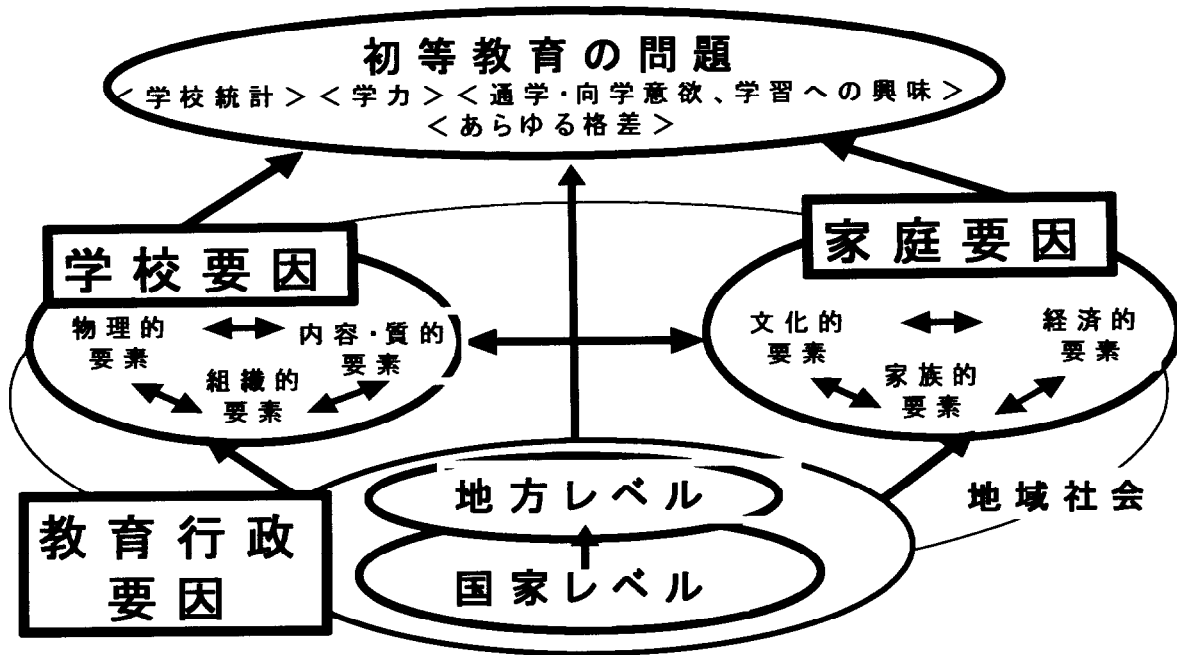 初等教育の問題
＜学校統計＞＜学力＞＜通学・向学意欲、学習への興味＞
＜あらゆる格差＞
学校要因
物理的
要素
内容・質的
要素
組織的
要素
家庭要因
文化的
要素
経済的
要素
家族的
要素
地域社会
教育行政
要因
地方レベル
国家レベル